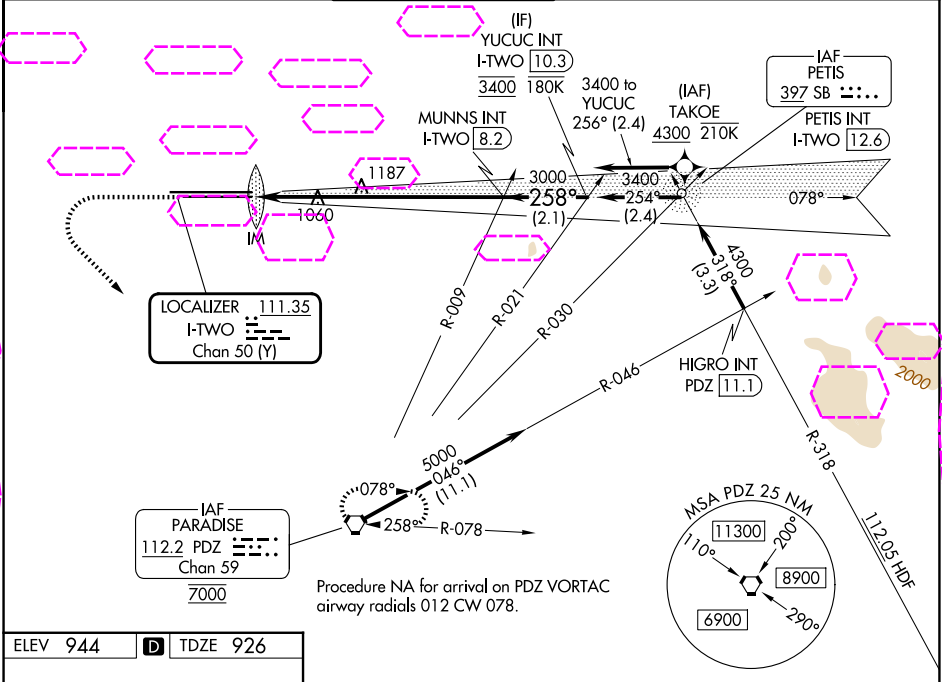 (IF)
YUCUC INT
I-TWO 10.3
3400 180K
3400 to
YUCUC
256° (2.4)
(IAF)
TAKOE
4300 210K
IAF
PETIS
397 SB
PETIS INT
I-TWO 12.6
MUNNS INT
I-TWO 8.2
1187
1060
IM
3000
258°
(2.1)
3400
254°
(2.4)
078°
4300
318°
(3.3)
LOCALIZER 111.35
I-TWO
Chan 50 (Y)
R-009
R-021
R-030
R-046
HIGRO INT
PDZ 11.1
2000
R-318
112.05 HDF
5000
046°
(11.1)
078°
258°
R-078
IAF
PARADISE
112.2 PDZ
Chan 59
7000
Procedure NA for arrival on PDZ VORTAC
airway radials 012 CW 078.
MSA PDZ 25 NM
11300
110°
200°
8900
6900
290°
ELEV 944 D TDZE 926